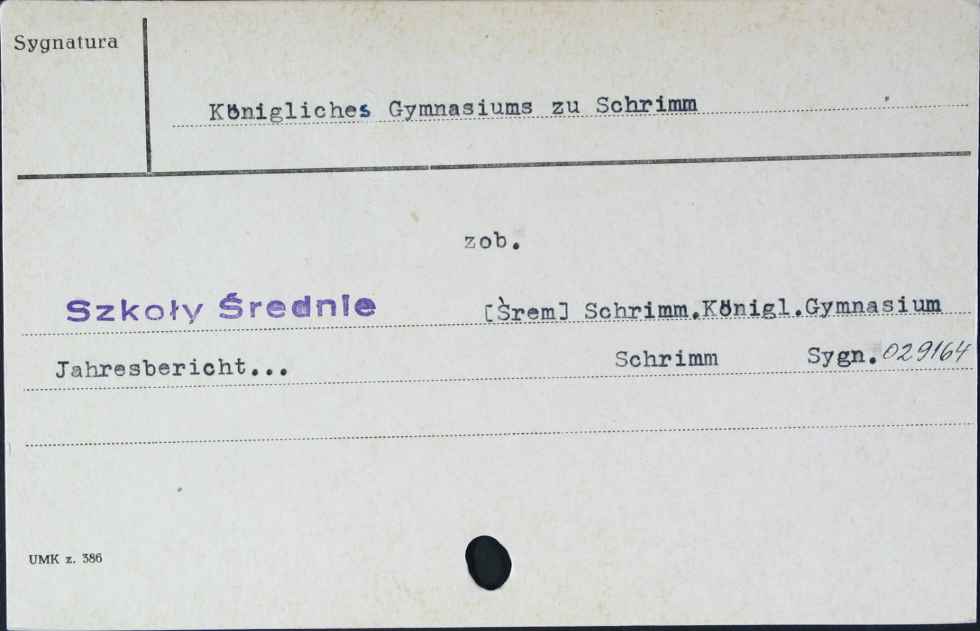 Sygnatura
Königliches Gymnasiums zu Schrimm
zob.
Szkoły Średnie [Śrem] Schrimm.Königl.Gymnasium
Jahresbericht... Schrimm Sygn.029164
UMK z. 386